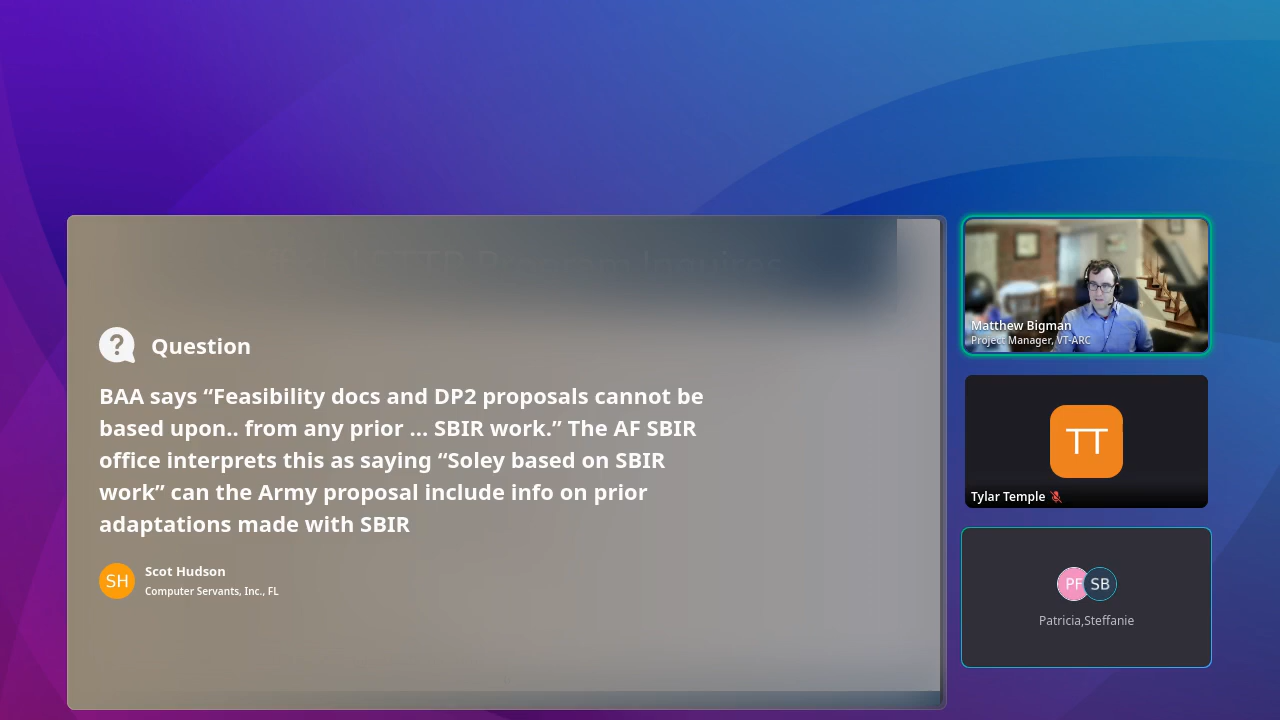 Question
BAA says “Feasibility docs and DP2 proposals cannot be
based upon.. from any prior ... SBIR work.” The AF SBIR
office interprets this as saying “Soley based on SBIR
work” can the Army proposal include info on prior
adaptations made with SBIR
SH
Scot Hudson
Computer Servants, Inc., FL
Matthew Bigman
Project Manager, VT-ARC
TT
Tylar Temple
PF
SB
Patricia,Steffanie